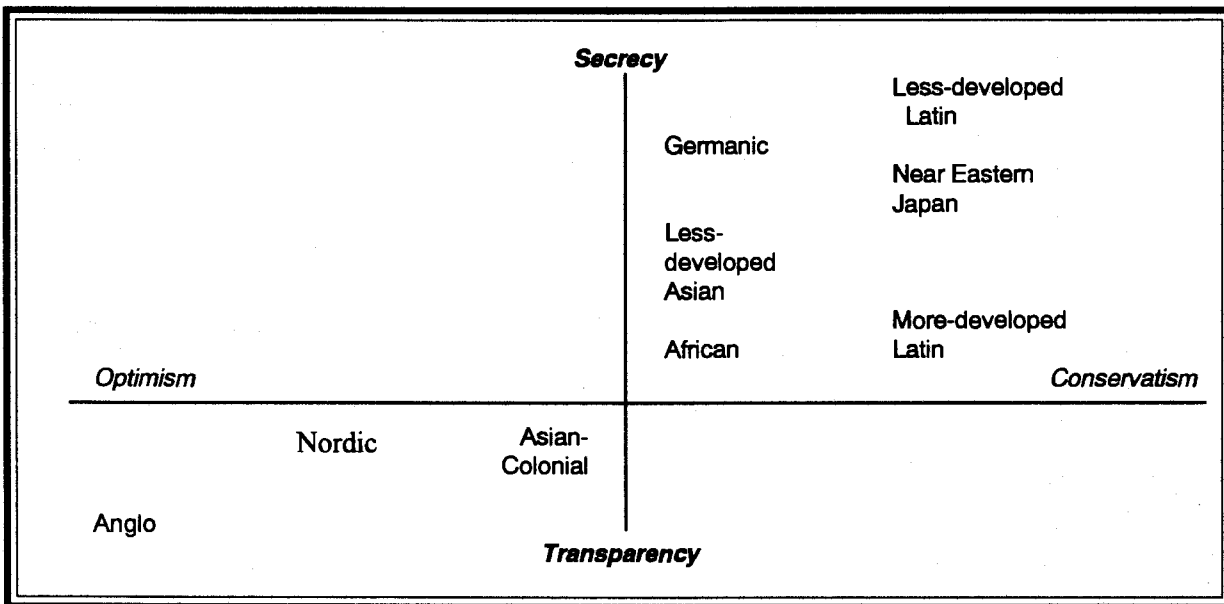 Secrecy
Less-developed
Latin
Germanic
Near Eastern
Japan
Less-
developed
Asian
More-developed
Latin
African
Optimism
Conservatism
Nordic
Asian-
Colonial
Anglo
Transparency